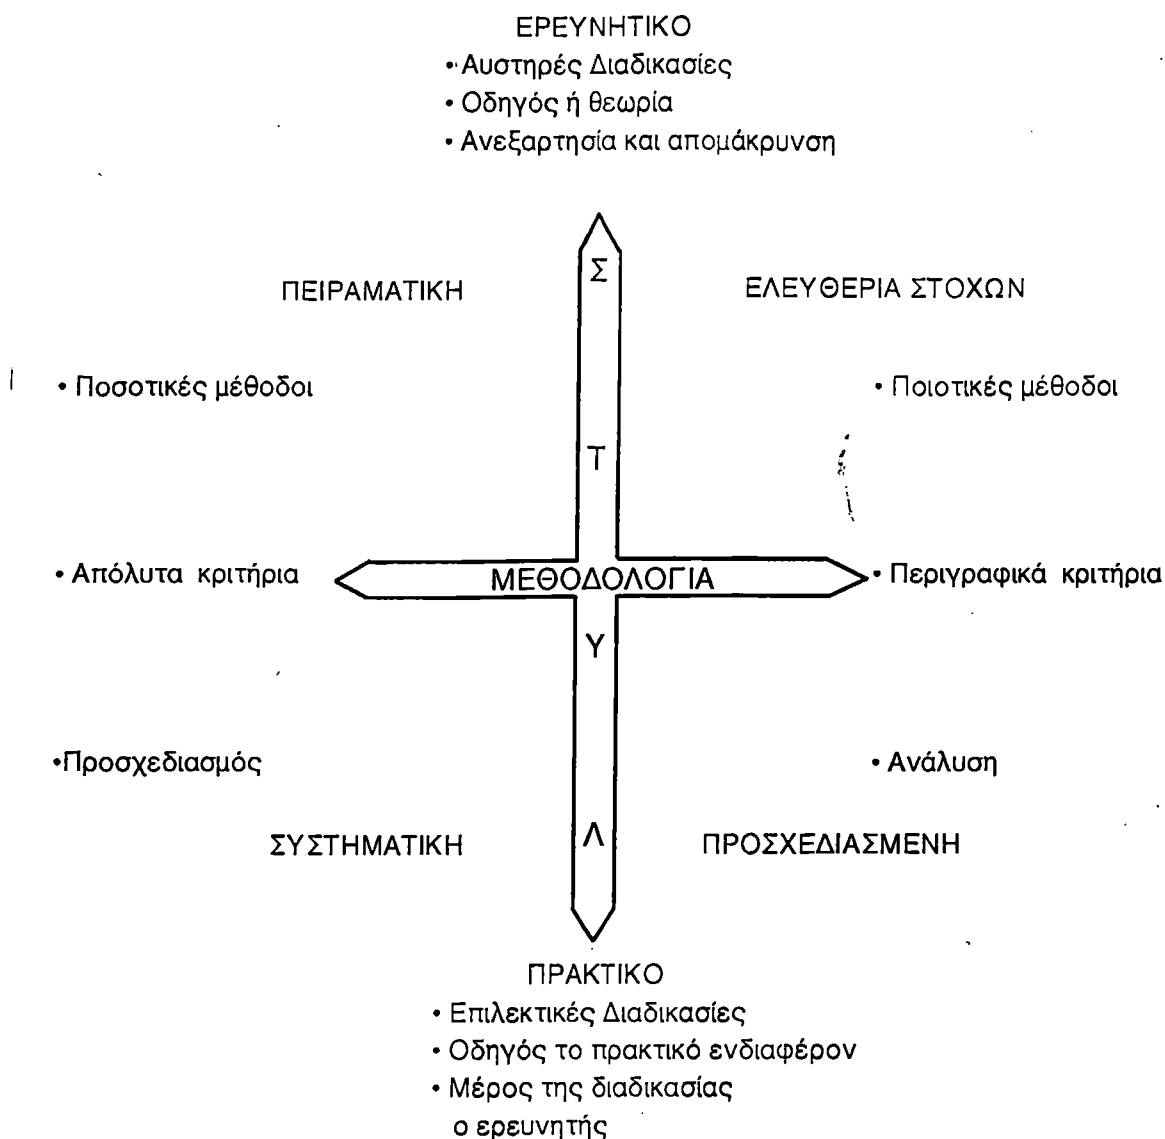 ΕΡΕΥΝΗΤΙΚΟ
• Αυστηρές Διαδικασίες
• Οδηγός ή θεωρία
• Ανεξαρτησία και απομάκρυνση
Σ
ΠΕΙΡΑΜΑΤΙΚΗ
ΕΛΕΥΘΕΡΙΑ ΣΤΟΧΩΝ
• Ποσοτικές μέθοδοι
• Ποιοτικές μέθοδοι
Τ
• Απόλυτα κριτήρια
ΜΕΘΟΔΟΛΟΓΙΑ
• Περιγραφικά κριτήρια
Υ
•Προσχεδιασμός
• Ανάλυση
ΣΥΣΤΗΜΑΤΙΚΗ
Λ
ΠΡΟΣΧΕΔΙΑΣΜΕΝΗ
ΠΡΑΚΤΙΚΟ
• Επιλεκτικές Διαδικασίες
• Οδηγός το πρακτικό ενδιαφέρον
• Μέρος της διαδικασίας
ο ερευνητής